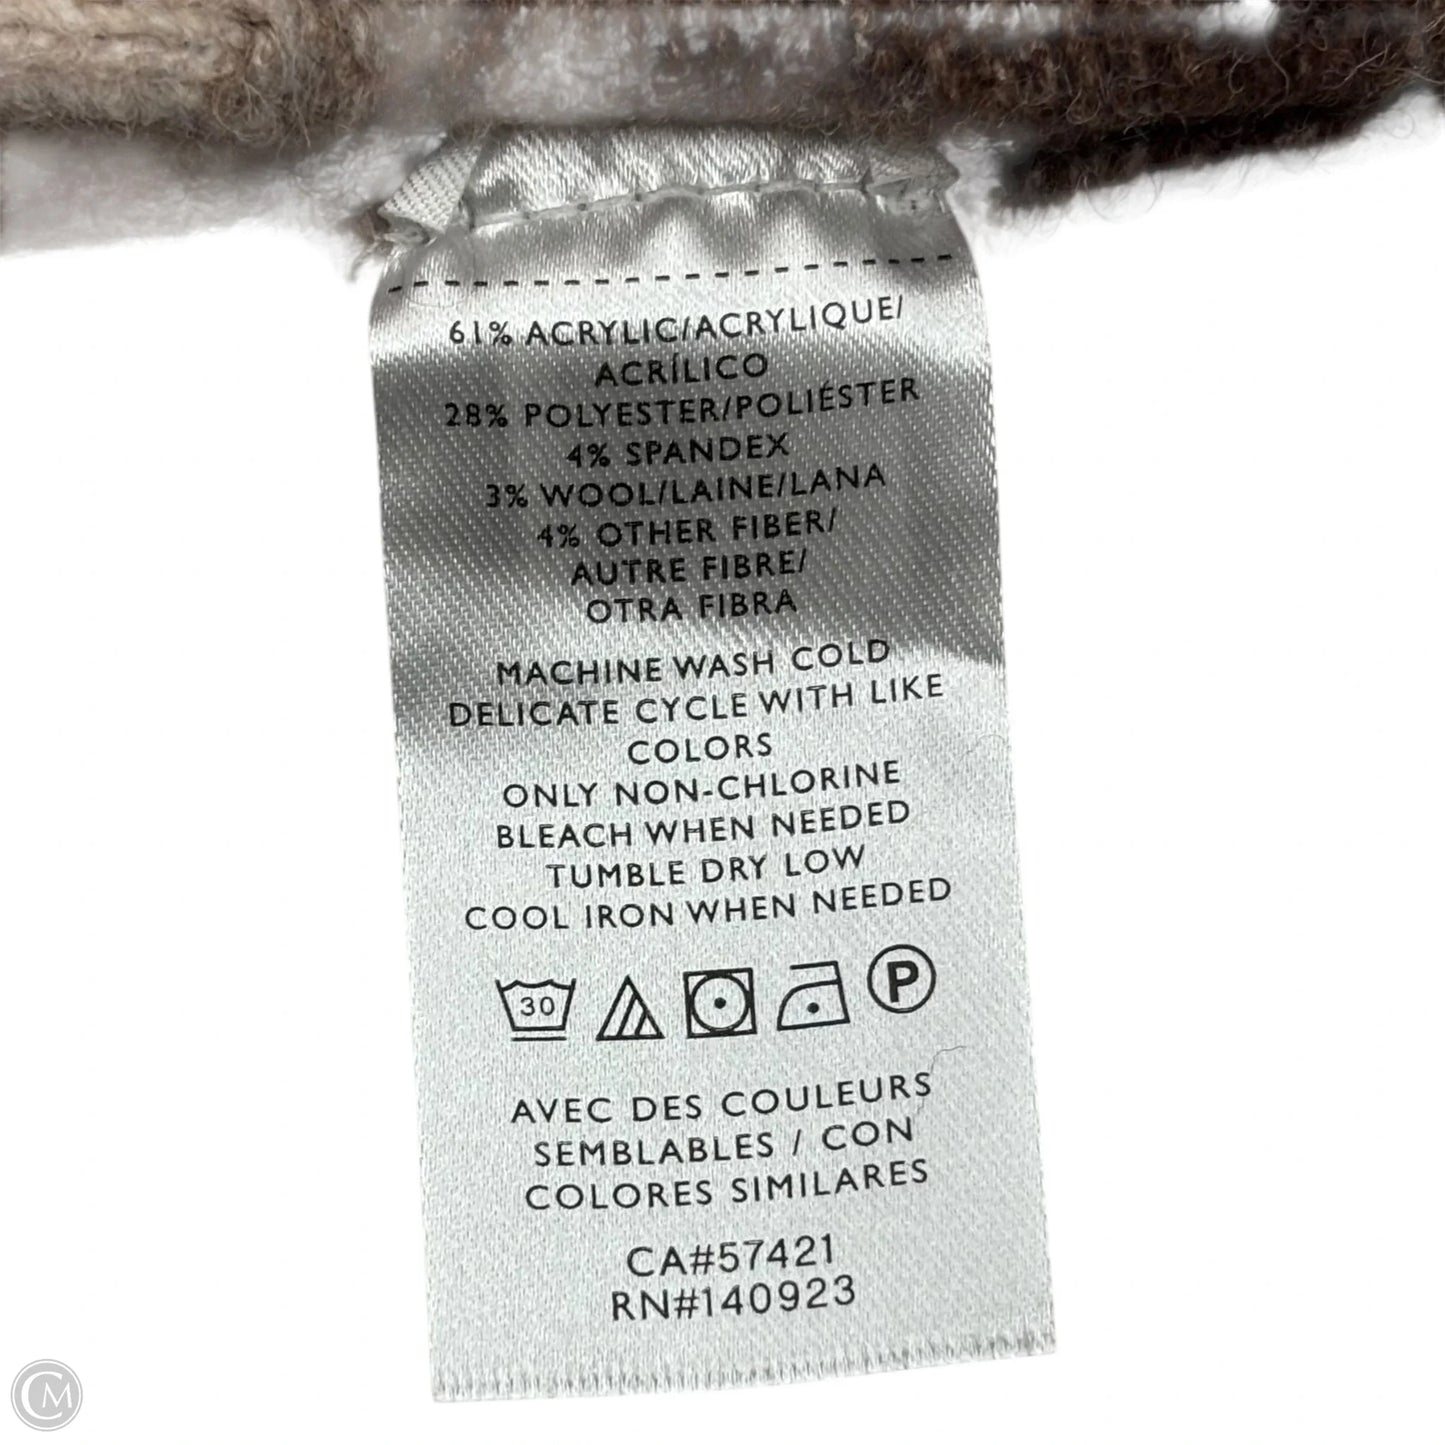 61% ACRYLIC/ACRYLIQUE/
ACRÍLICO
28% POLYESTER/POLIÉSTER
4% SPANDEX
3% WOOL/LAINE/LANA
4% OTHER FIBER/
AUTRE FIBRE/
OTRA FIBRA
MACHINE WASH COLD
DELICATE CYCLE WITH LIKE
COLORS
ONLY NON-CHLORINE
BLEACH WHEN NEEDED
TUMBLE DRY LOW
COOL IRON WHEN NEEDED
30 P
AVEC DES COULEURS
SEMBLABLES / CON
COLORES SIMILARES
CA#57421
RN#140923
CM